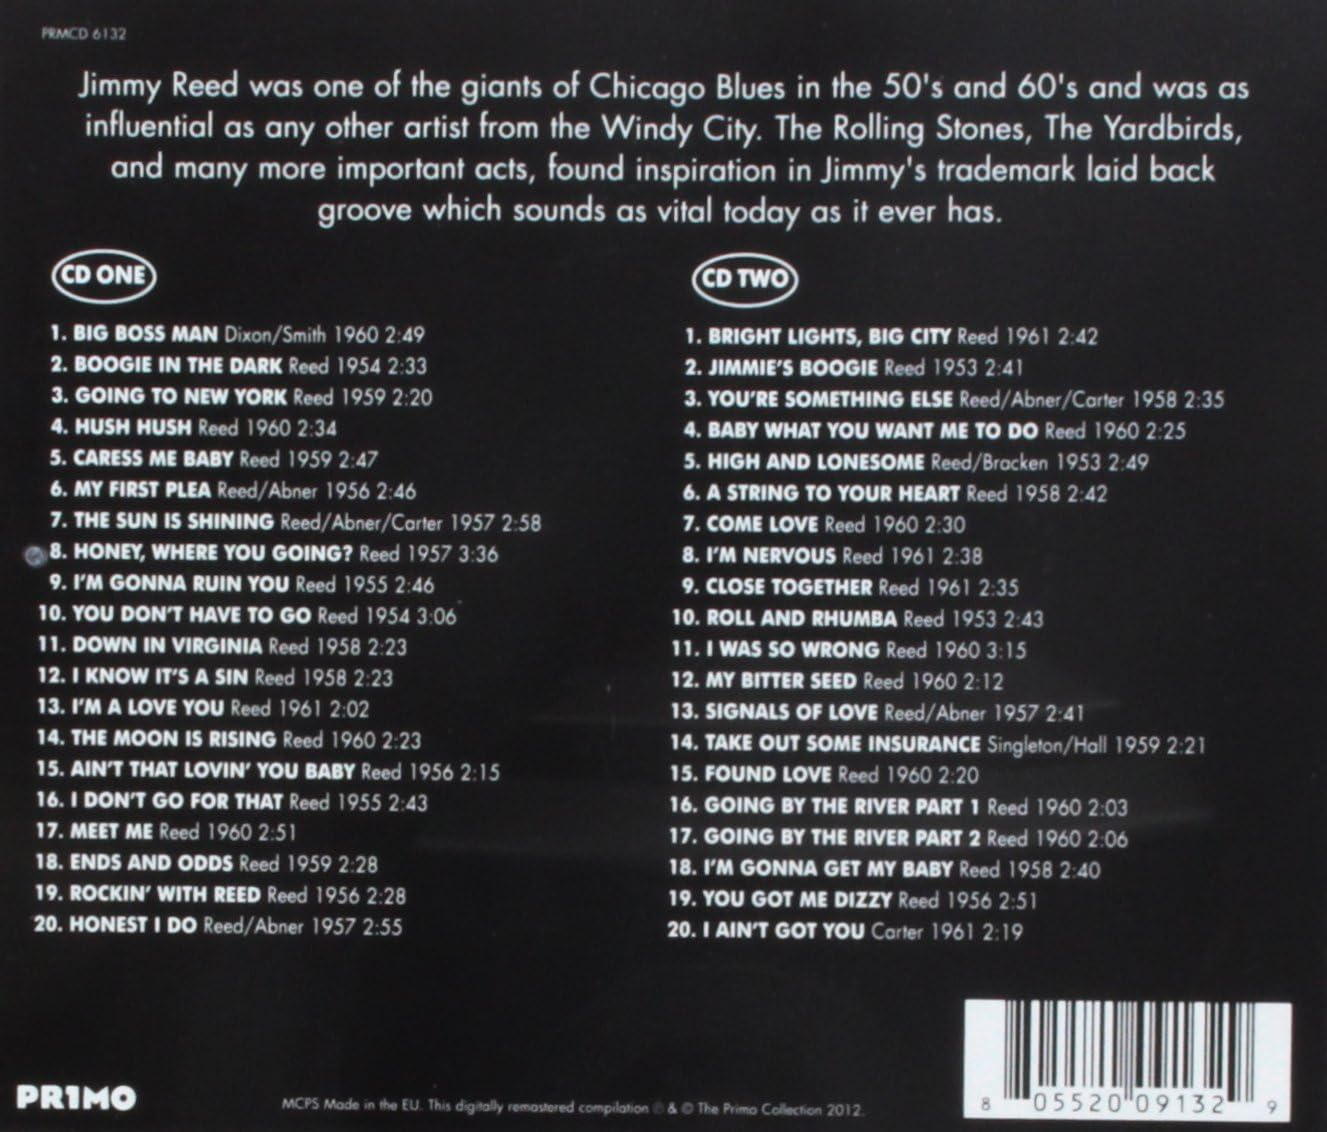 PRMCD 6132
Jimmy Reed was one of the giants of Chicago Blues in the 50's and 60's and was as
influential as any other artist from the Windy City. The Rolling Stones, The Yardbirds,
and many more important acts, found inspiration in Jimmy's trademark laid back
groove which sounds as vital today as it ever has.
CD ONE
1. BIG BOSS MAN Dixon/Smith 1960 2:49
2. BOOGIE IN THE DARK Reed 1954 2:33
3. GOING TO NEW YORK Reed 1959 2:20
4. HUSH HUSH Reed 1960 2:34
5. CARESS ME BABY Reed 1959 2:47
6. MY FIRST PLEA Reed/Abner 1956 2:46
7. THE SUN IS SHINING Reed/Abner/Carter 1957 2:58
8. HONEY, WHERE YOU GOING? Reed 1957 3:36
9. I'M GONNA RUIN YOU Reed 1955 2:46
10. YOU DON'T HAVE TO GO Reed 1954 3:06
11. DOWN IN VIRGINIA Reed 1958 2:23
12. I KNOW IT'S A SIN Reed 1958 2:23
13. I'M A LOVE YOU Reed 1961 2:02
14. THE MOON IS RISING Reed 1960 2:23
15. AIN'T THAT LOVIN' YOU BABY Reed 1956 2:15
16. I DON'T GO FOR THAT Reed 1955 2:43
17. MEET ME Reed 1960 2:51
18. ENDS AND ODDS Reed 1959 2:28
19. ROCKIN' WITH REED Reed 1956 2:28
20. HONEST I DO Reed/Abner 1957 2:55
CD TWO
1. BRIGHT LIGHTS, BIG CITY Reed 1961 2:42
2. JIMMIE'S BOOGIE Reed 1953 2:41
3. YOU'RE SOMETHING ELSE Reed/Abner/Carter 1958 2:35
4. BABY WHAT YOU WANT ME TO DO Reed 1960 2:25
5. HIGH AND LONESOME Reed/Bracken 1953 2:49
6. A STRING TO YOUR HEART Reed 1958 2:42
7. COME LOVE Reed 1960 2:30
8. I'M NERVOUS Reed 1961 2:38
9. CLOSE TOGETHER Reed 1961 2:35
10. ROLL AND RHUMBA Reed 1953 2:43
11. I WAS SO WRONG Reed 1960 3:15
12. MY BITTER SEED Reed 1960 2:12
13. SIGNALS OF LOVE Reed/Abner 1957 2:41
14. TAKE OUT SOME INSURANCE Singleton/Hall 1959 2:21
15. FOUND LOVE Reed 1960 2:20
16. GOING BY THE RIVER PART 1 Reed 1960 2:03
17. GOING BY THE RIVER PART 2 Reed 1960 2:06
18. I'M GONNA GET MY BABY Reed 1958 2:40
19. YOU GOT ME DIZZY Reed 1956 2:51
20. I AIN'T GOT YOU Carter 1961 2:19
PR1MO
MCPS Made in the EU. This digitally remastered compilation ℗ & © The Primo Collection 2012.
8 05520 09132 9